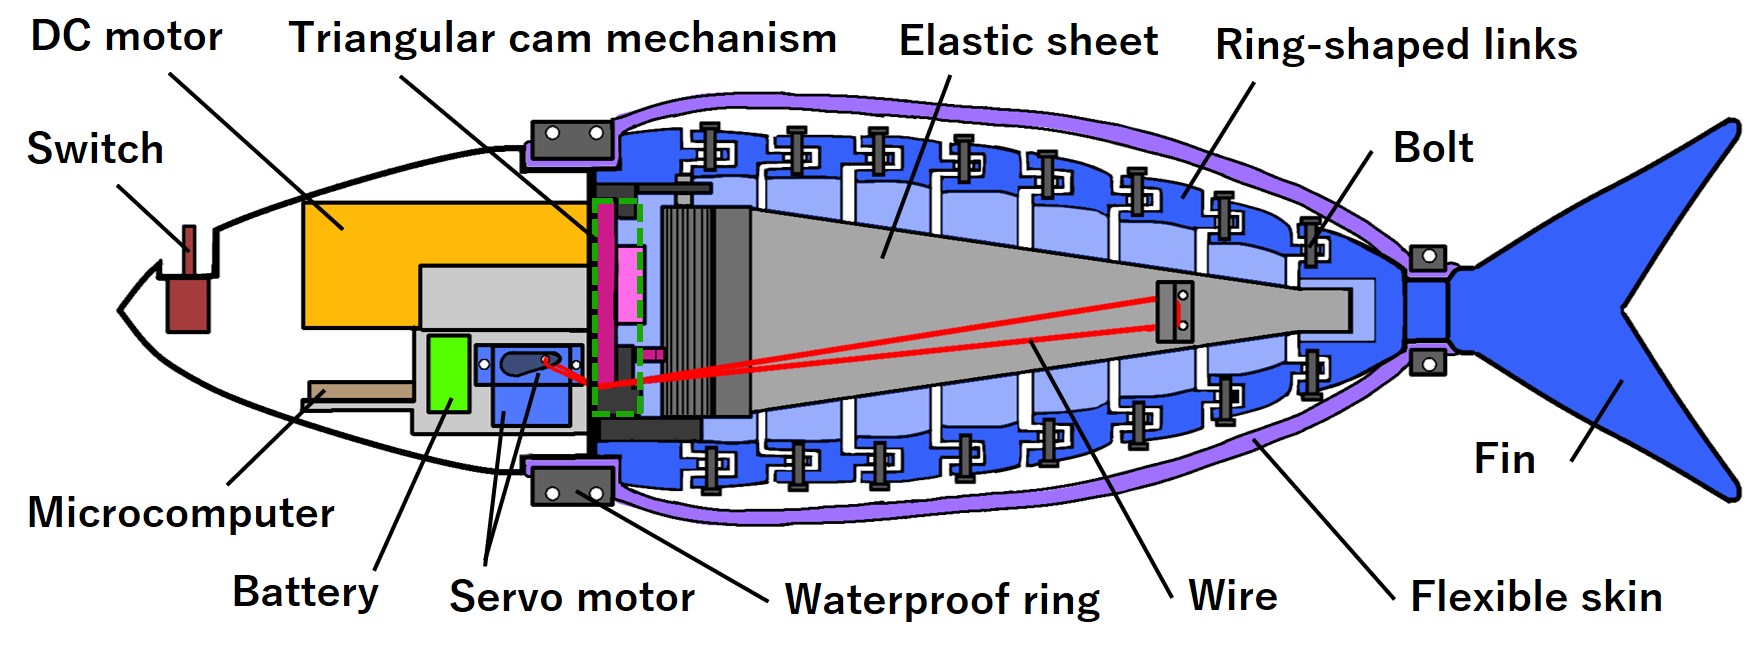 DC motor
Triangular cam mechanism
Elastic sheet
Ring-shaped links
Switch
Bolt
Fin
Microcomputer
Battery
Servo motor
Waterproof ring
Wire
Flexible skin